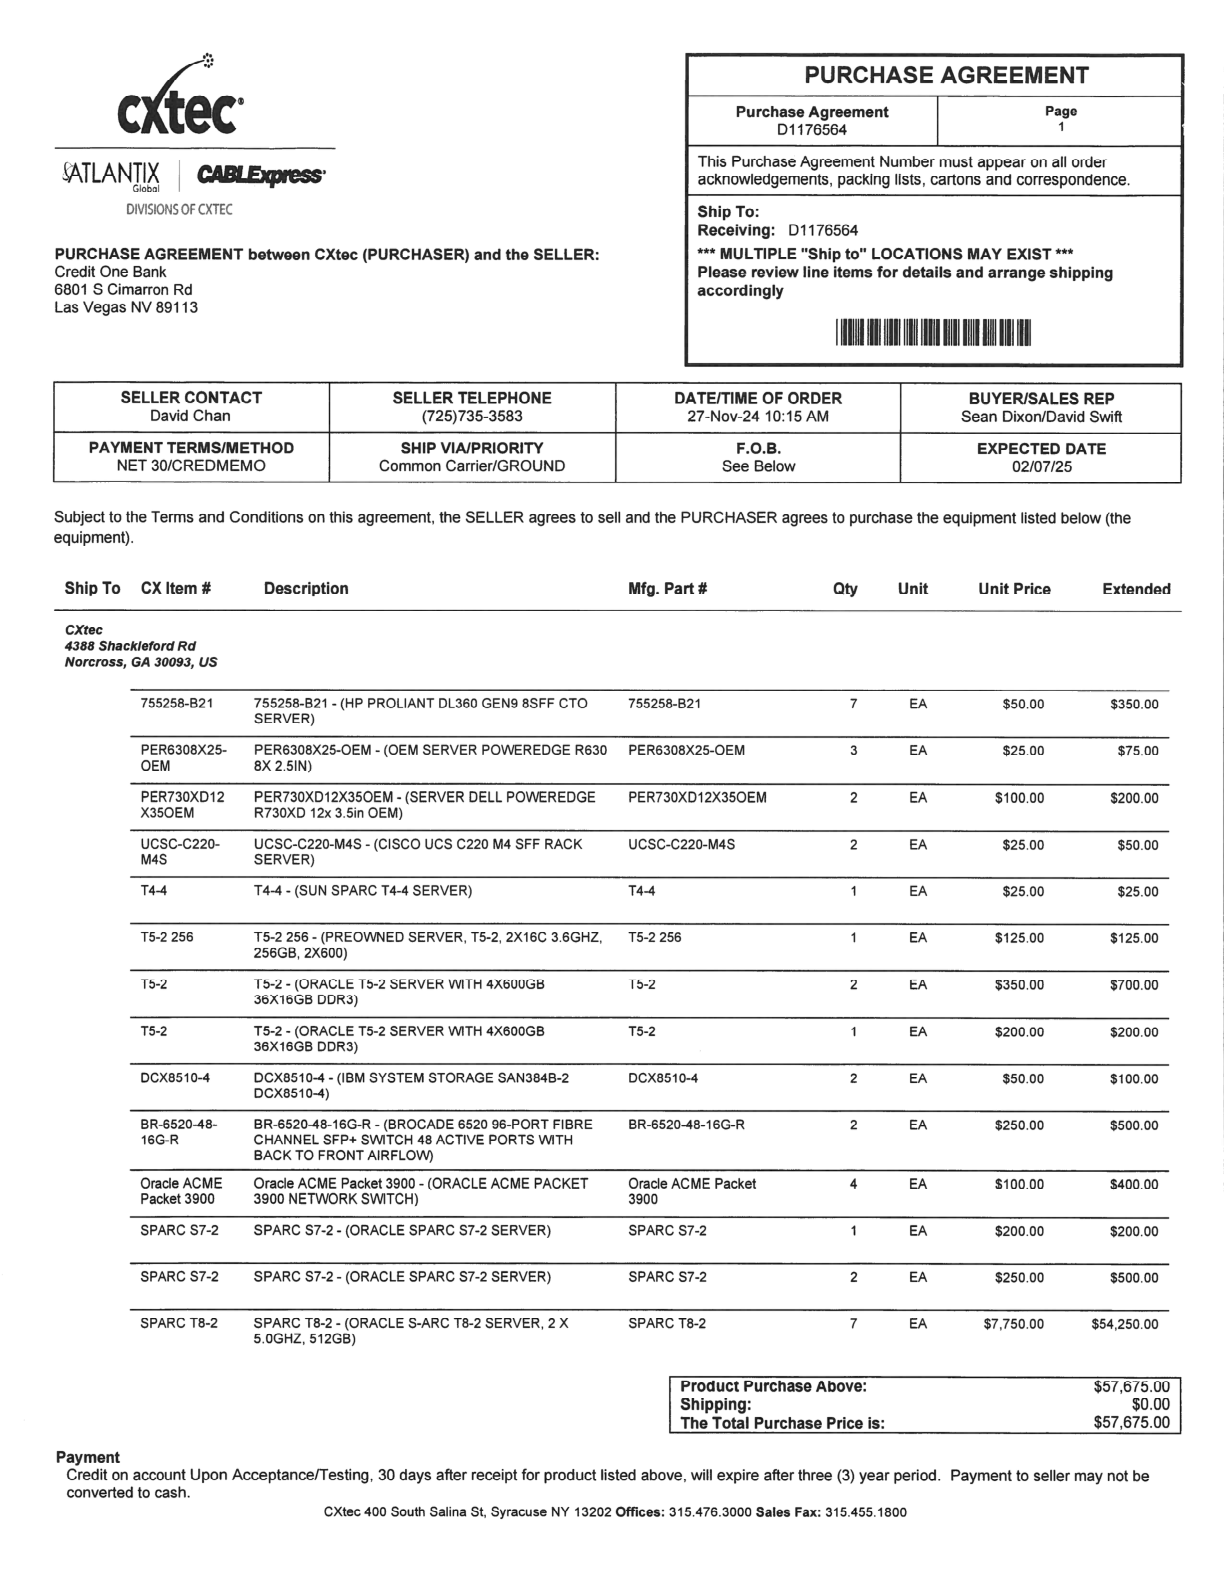 cxtec
ATLANTIX
Global
CABLExpress
DIVISIONS OF CXTEC
PURCHASE AGREEMENT between CXtec (PURCHASER) and the SELLER:
Credit One Bank
6801 S Cimarron Rd
Las Vegas NV 89113
PURCHASE AGREEMENT
Purchase Agreement
D1176564
Page
1
This Purchase Agreement Number must appear on all order
acknowledgements, packing lists, cartons and correspondence.
Ship To:
Receiving: D1176564
*** MULTIPLE "Ship to" LOCATIONS MAY EXIST ***
Please review line items for details and arrange shipping
accordingly
SELLER CONTACT
David Chan
SELLER TELEPHONE
(725)735-3583
DATE/TIME OF ORDER
27-Nov-24 10:15 AM
BUYER/SALES REP
Sean Dixon/David Swift
PAYMENT TERMS/METHOD
NET 30/CREDMEMO
SHIP VIA/PRIORITY
Common Carrier/GROUND
F.O.B.
See Below
EXPECTED DATE
02/07/25
Subject to the Terms and Conditions on this agreement, the SELLER agrees to sell and the PURCHASER agrees to purchase the equipment listed below (the
equipment).
Ship To CX Item # Description Mfg. Part # Qty Unit Unit Price Extended
CXtec
4388 Shackleford Rd
Norcross, GA 30093, US
755258-B21 755258-B21 - (HP PROLIANT DL360 GEN9 8SFF CTO 755258-B21 7 EA $50.00 $350.00
SERVER)
PER6308X25- PER6308X25-OEM - (OEM SERVER POWEREDGE R630 PER6308X25-OEM 3 EA $25.00 $75.00
OEM 8X 2.5IN)
PER730XD12 PER730XD12X35OEM - (SERVER DELL POWEREDGE PER730XD12X35OEM 2 EA $100.00 $200.00
X35OEM R730XD 12x 3.5in OEM)
UCSC-C220- UCSC-C220-M4S - (CISCO UCS C220 M4 SFF RACK UCSC-C220-M4S 2 EA $25.00 $50.00
M4S SERVER)
T4-4 T4-4 - (SUN SPARC T4-4 SERVER) T4-4 1 EA $25.00 $25.00
T5-2 256 T5-2 256 - (PREOWNED SERVER, T5-2, 2X16C 3.6GHZ, T5-2 256 1 EA $125.00 $125.00
256GB, 2X600)
T5-2 T5-2 - (ORACLE T5-2 SERVER WITH 4X600GB T5-2 2 EA $350.00 $700.00
36X16GB DDR3)
T5-2 T5-2 - (ORACLE T5-2 SERVER WITH 4X600GB T5-2 1 EA $200.00 $200.00
36X16GB DDR3)
DCX8510-4 DCX8510-4 - (IBM SYSTEM STORAGE SAN384B-2 DCX8510-4 2 EA $50.00 $100.00
DCX8510-4)
BR-6520-48- BR-6520-48-16G-R - (BROCADE 6520 96-PORT FIBRE BR-6520-48-16G-R 2 EA $250.00 $500.00
16G-R CHANNEL SFP+ SWITCH 48 ACTIVE PORTS WITH
BACK TO FRONT AIRFLOW)
Oracle ACME Oracle ACME Packet 3900 - (ORACLE ACME PACKET Oracle ACME Packet 4 EA $100.00 $400.00
Packet 3900 3900 NETWORK SWITCH) 3900
SPARC S7-2 SPARC S7-2 - (ORACLE SPARC S7-2 SERVER) SPARC S7-2 1 EA $200.00 $200.00
SPARC S7-2 SPARC S7-2 - (ORACLE SPARC S7-2 SERVER) SPARC S7-2 2 EA $250.00 $500.00
SPARC T8-2 SPARC T8-2 - (ORACLE S-ARC T8-2 SERVER, 2 X SPARC T8-2 7 EA $7,750.00 $54,250.00
5.0GHZ, 512GB)
Product Purchase Above: $57,675.00
Shipping: $0.00
The Total Purchase Price is: $57,675.00
Payment
Credit on account Upon Acceptance/Testing, 30 days after receipt for product listed above, will expire after three (3) year period. Payment to seller may not be
converted to cash.
CXtec 400 South Salina St, Syracuse NY 13202 Offices: 315.476.3000 Sales Fax: 315.455.1800